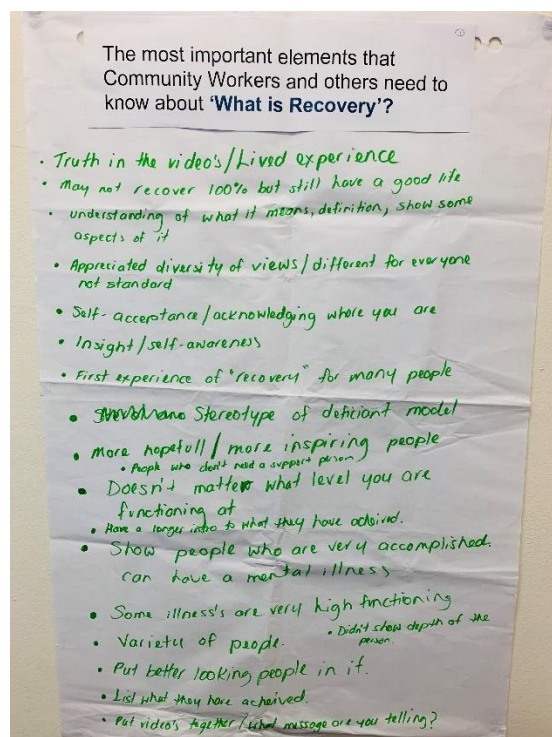 The most important elements that
Community Workers and others need to
know about ‘What is Recovery’?
• Truth in the video's/Lived experience
• May not recover 100% but still have a good life
• understanding of what it means, definition, show some
aspects of it
• Appreciated diversity of views/different for everyone
not standard
• Self-acceptance/acknowledging where you are
• Insight/self-awareness
• First experience of "recovery" for many people
• Stereotype of deficiant model
• More hopefull/more inspiring people
• People who don't need a support person
• Doesn't matter what level you are
functioning at
• Have a longer intro to what they have acheived.
• Show people who are very accomplished.
can have a mental illness
• Some illness's are very high functioning
• Didn't show depth of the
person.
• Variety of people.
• Put better looking people in it.
• List what they have acheived.
• Put video's together/what message are you telling?